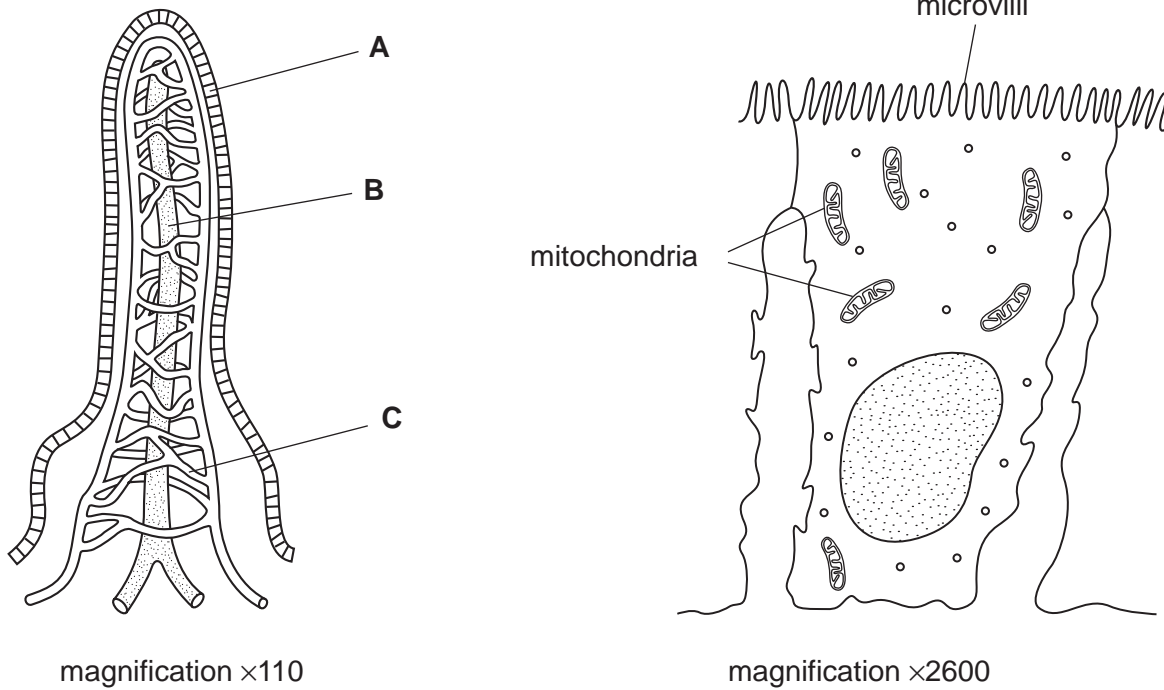 microvilli
A
B
mitochondria
C
magnification ×110
magnification ×2600